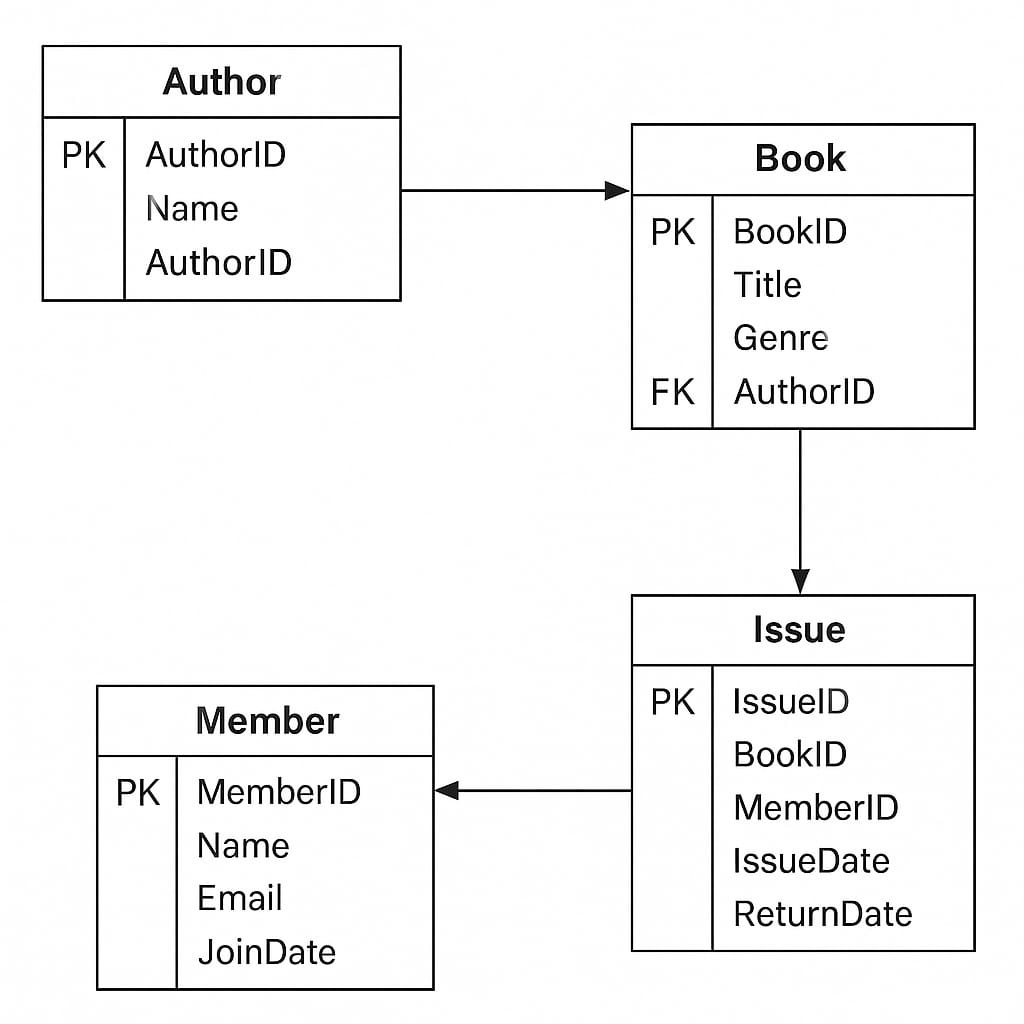 Author
PK AuthorID
Name
AuthorID
Book
PK BookID
Title
Genre
FK AuthorID
Issue
PK IssueID
BookID
MemberID
IssueDate
ReturnDate
Member
PK MemberID
Name
Email
JoinDate